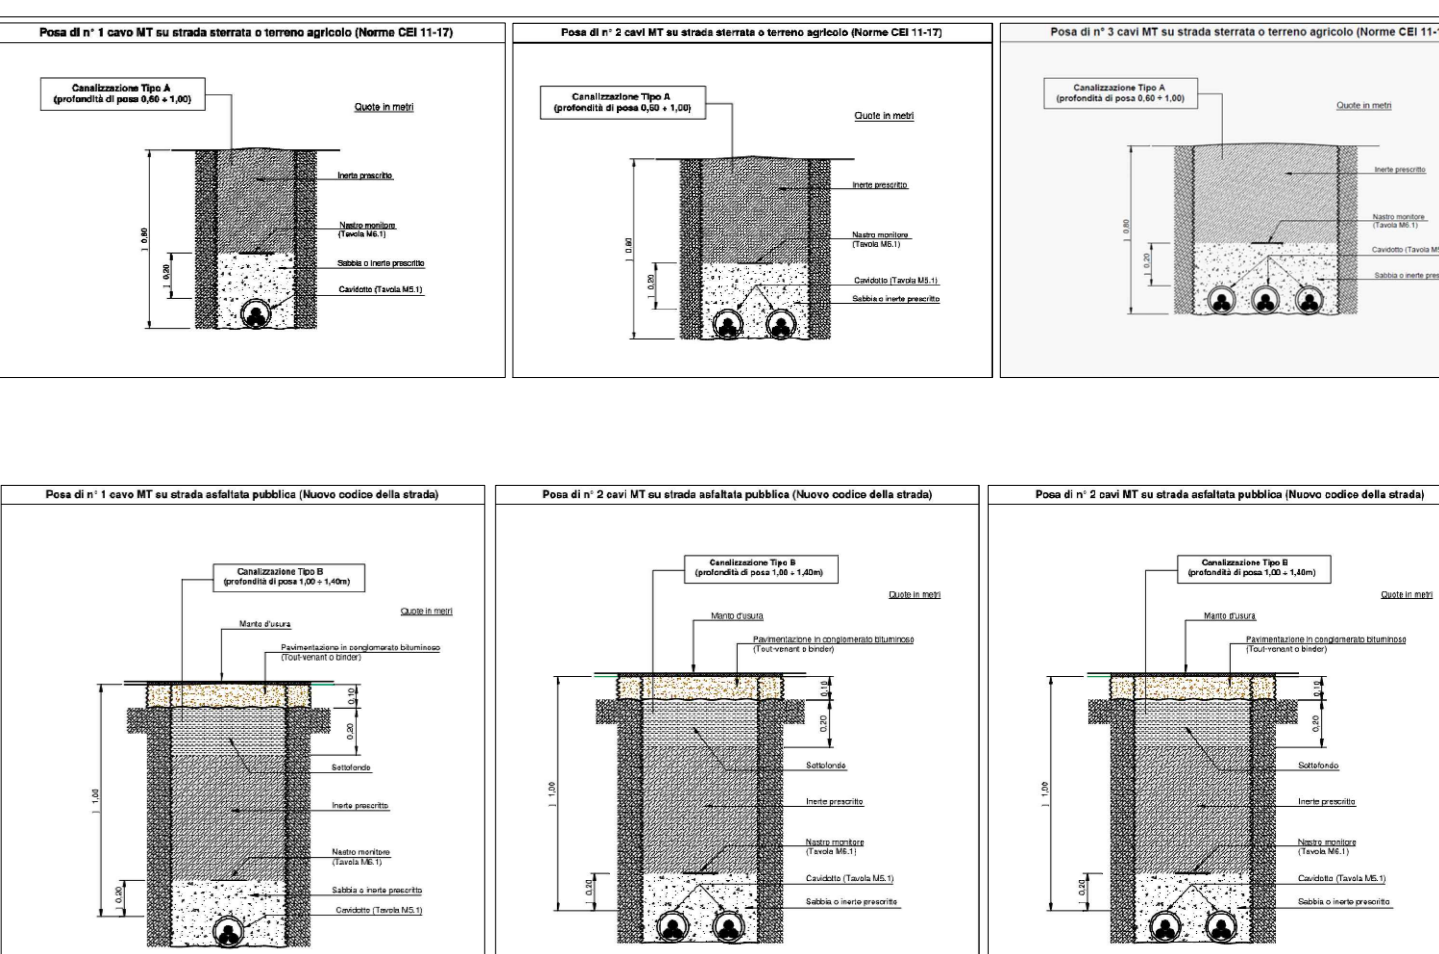 Posa di n° 1 cavo MT su strada sterrata o terreno agricolo (Norme CEI 11-17)
Canalizzazione Tipo A
(profondità di posa 0,60 ÷ 1,00)
Quote in metri
Inerte prescritto
0,80
Nastro monitore
(Tavola M6.1)
0,20
Sabbia o inerte prescritto
Cavidotto (Tavola M5.1)
Posa di n° 2 cavi MT su strada sterrata o terreno agricolo (Norme CEI 11-17)
Canalizzazione Tipo A
(profondità di posa 0,60 ÷ 1,00)
Quote in metri
Inerte prescritto
0,80
Nastro monitore
(Tavola M6.1)
0,20
Cavidotto (Tavola M5.1)
Sabbia o inerte prescritto
Posa di n° 3 cavi MT su strada sterrata o terreno agricolo (Norme CEI 11-1
Canalizzazione Tipo A
(profondità di posa 0,60 ÷ 1,00)
Quote in metri
Inerte prescritto
0,80
Nastro monitore
(Tavola M6.1)
0,20
Cavidotto (Tavola M5
Sabbia o inerte pres
Posa di n° 1 cavo MT su strada asfaltata pubblica (Nuovo codice della strada)
Canalizzazione Tipo B
(profondità di posa 1,00 ÷ 1,40m)
Quote in metri
Manto d'usura
Pavimentazione in conglomerato bituminoso
(Tout-venant o binder)
0,10
0,20
Sottofondo
1,00
Inerte prescritto
Nastro monitore
(Tavola M6.1)
0,20
Sabbia o inerte prescritto
Cavidotto (Tavola M5.1)
Posa di n° 2 cavi MT su strada asfaltata pubblica (Nuovo codice della strada)
Canalizzazione Tipo B
(profondità di posa 1,00 ÷ 1,40m)
Quote in metri
Manto d'usura
Pavimentazione in conglomerato bituminoso
(Tout-venant o binder)
0,10
0,20
Sottofondo
1,00
Inerte prescritto
Nastro monitore
(Tavola M6.1)
0,20
Cavidotto (Tavola M5.1)
Sabbia o inerte prescritto
Posa di n° 2 cavi MT su strada asfaltata pubblica (Nuovo codice della strada)
Canalizzazione Tipo B
(profondità di posa 1,00 ÷ 1,40m)
Quote in metri
Manto d'usura
Pavimentazione in conglomerato bituminoso
(Tout-venant o binder)
0,10
0,20
Sottofondo
1,00
Inerte prescritto
Nastro monitore
(Tavola M6.1)
0,20
Cavidotto (Tavola M5.1)
Sabbia o inerte prescritto